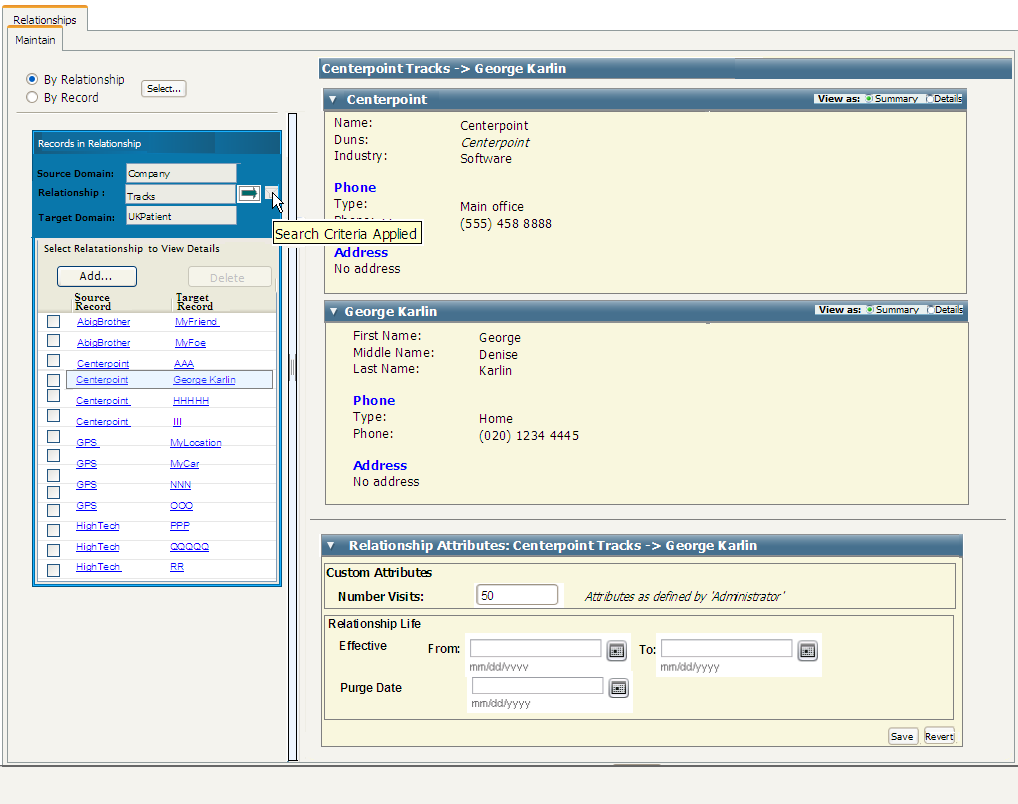 Relationships
Maintain
By Relationship
By Record
Select...
Records in Relationship
Source Domain: Company
Relationship : Tracks
Target Domain: UKPatient
Search Criteria Applied
Select Relatationship to View Details
Add... Delete
Source Record Target Record
AbigBrother MyFriend
AbigBrother MyFoe
Centerpoint AAA
Centerpoint George Karlin
Centerpoint HHHHH
Centerpoint III
GPS MyLocation
GPS MyCar
GPS NNN
GPS OOO
HighTech PPP
HighTech QQQQQ
HighTech RR
Centerpoint Tracks -> George Karlin
Centerpoint View as: Summary Details
Name: Centerpoint
Duns: Centerpoint
Industry: Software
Phone
Type: Main office
(555) 458 8888
Address
No address
George Karlin View as: Summary Details
First Name: George
Middle Name: Denise
Last Name: Karlin
Phone
Type: Home
Phone: (020) 1234 4445
Address
No address
Relationship Attributes: Centerpoint Tracks -> George Karlin
Custom Attributes
Number Visits: 50 Attributes as defined by 'Administrator'
Relationship Life
Effective From: To:
mm/dd/yyyy mm/dd/yyyy
Purge Date
mm/dd/yyyy
Save Revert